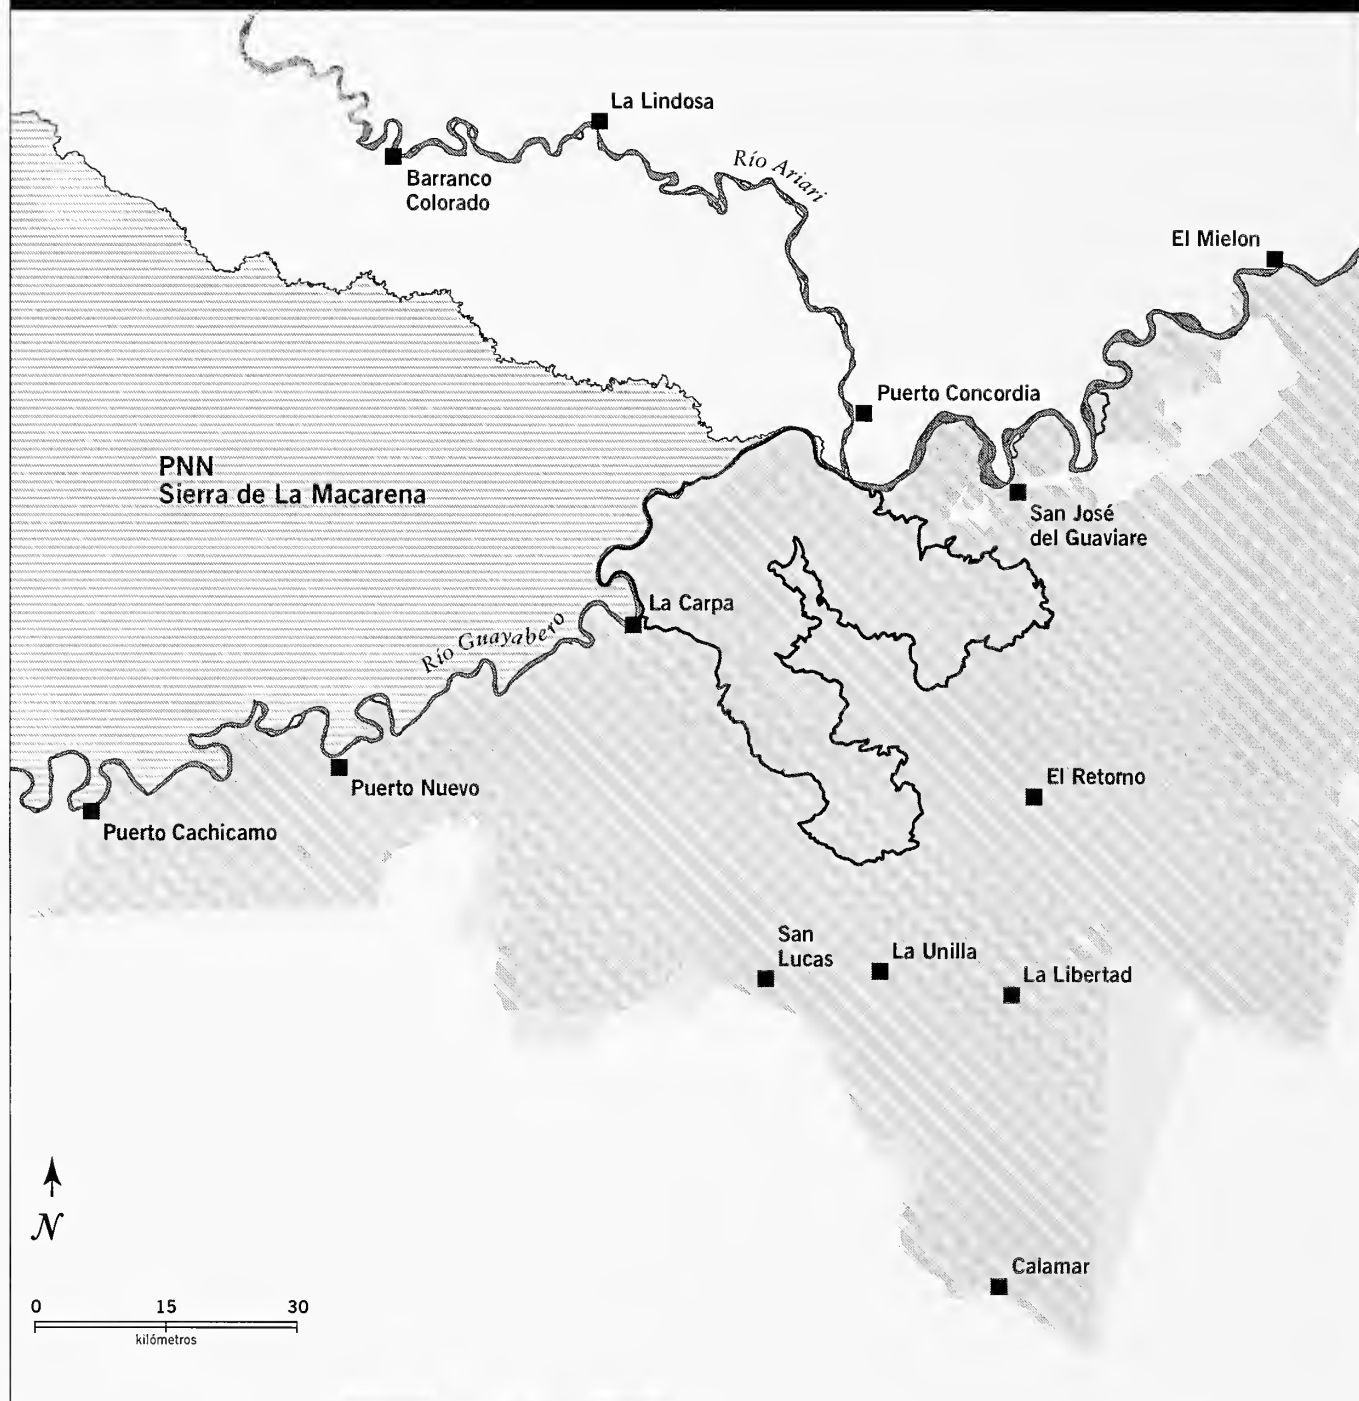 La Lindosa
Río Ariari
Barranco
Colorado
El Mielon
Puerto Concordia
PNN
Sierra de La Macarena
San José
del Guaviare
La Carpa
Río Guayabero
Puerto Nuevo
El Retorno
Puerto Cachicamo
San
Lucas
La Unilla
La Libertad
N
Calamar
0 15 30
kilómetros